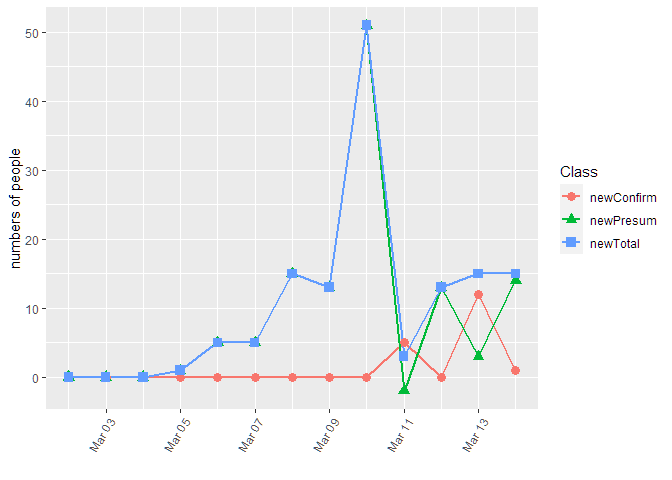 50
40
30
20
10
0
numbers of people
Mar 03
Mar 05
Mar 07
Mar 09
Mar 11
Mar 13
Class
newConfirm
newPresum
newTotal